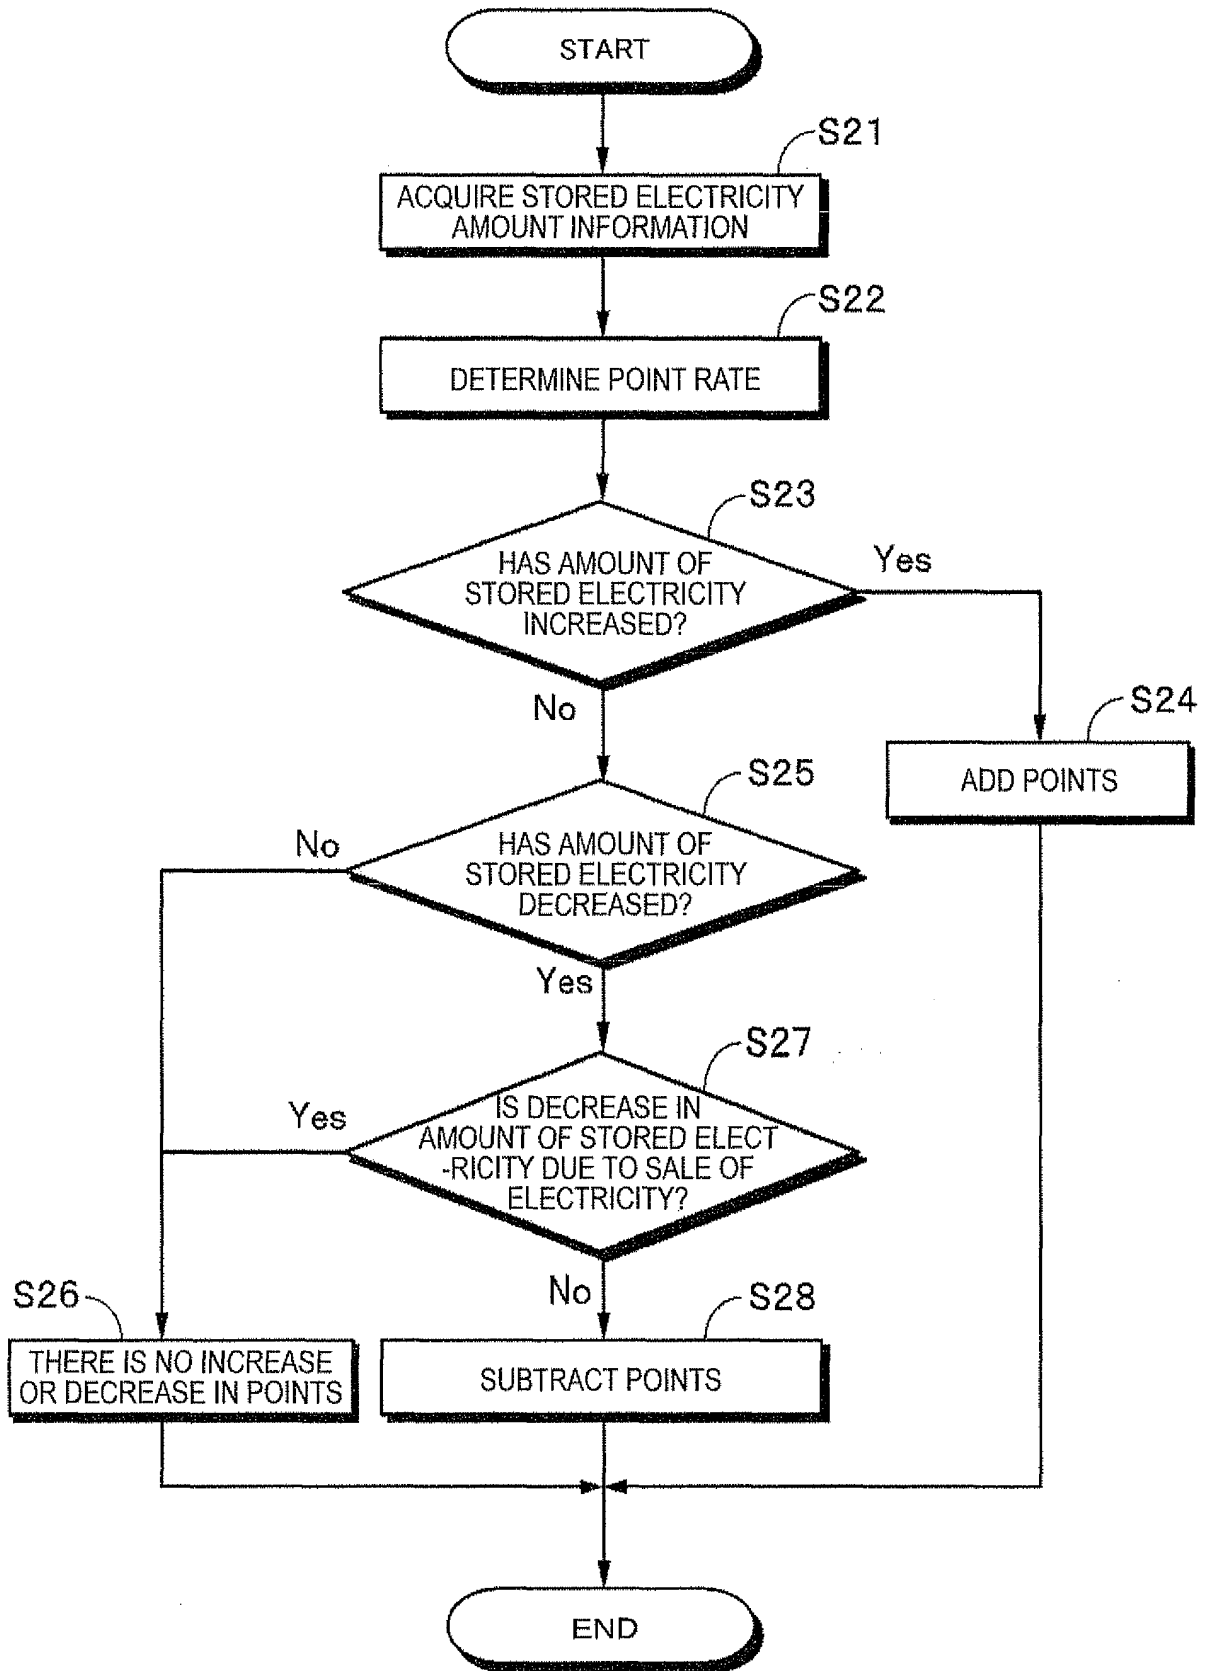 START
S21
ACQUIRE STORED ELECTRICITY
AMOUNT INFORMATION
S22
DETERMINE POINT RATE
S23
HAS AMOUNT OF
STORED ELECTRICITY
INCREASED?
Yes
No
S24
ADD POINTS
S25
HAS AMOUNT OF
STORED ELECTRICITY
DECREASED?
No
Yes
S27
IS DECREASE IN
AMOUNT OF STORED ELECT
-RICITY DUE TO SALE OF
ELECTRICITY?
Yes
No
S26
THERE IS NO INCREASE
OR DECREASE IN POINTS
S28
SUBTRACT POINTS
END